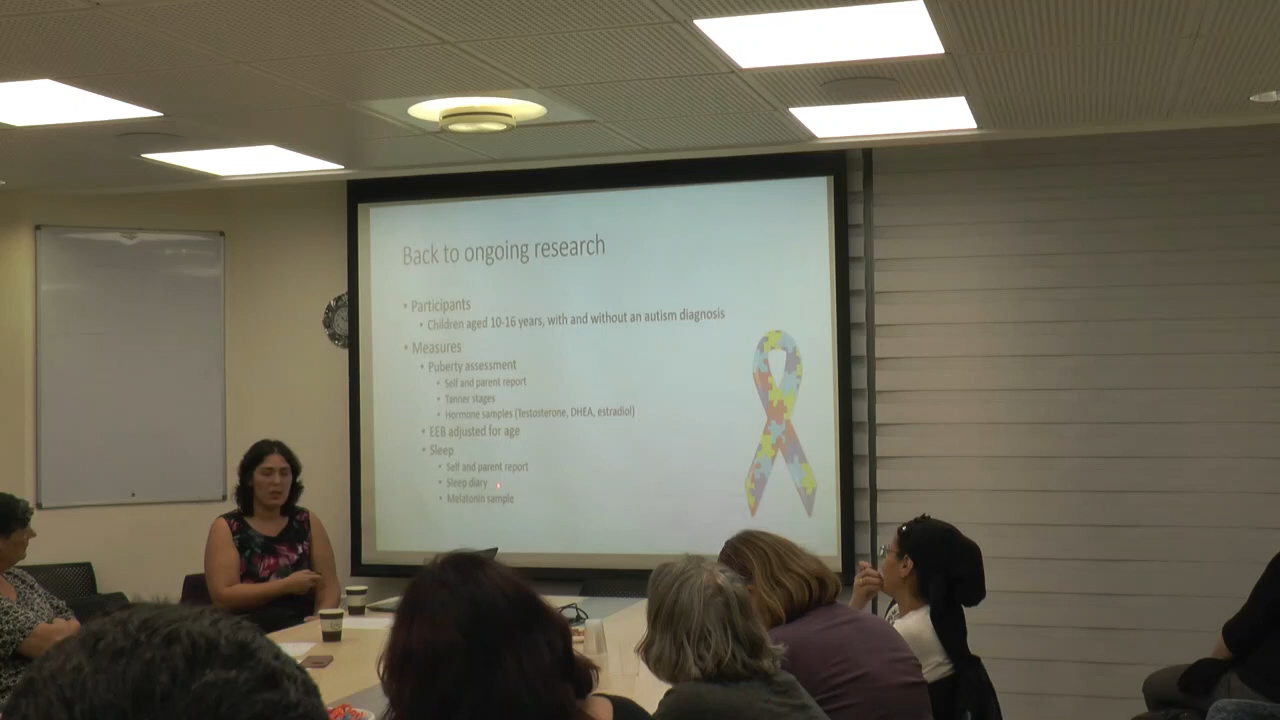 Back to ongoing research
• Participants
• Children aged 10-16 years, with and without an autism diagnosis
• Measures
• Puberty assessment
• Self and parent report
• Tanner stages
• Hormone samples (Testosterone, DHEA, estradiol)
• EEB adjusted for age
• Sleep
• Self and parent report
• Sleep diary
• Melatonin sample